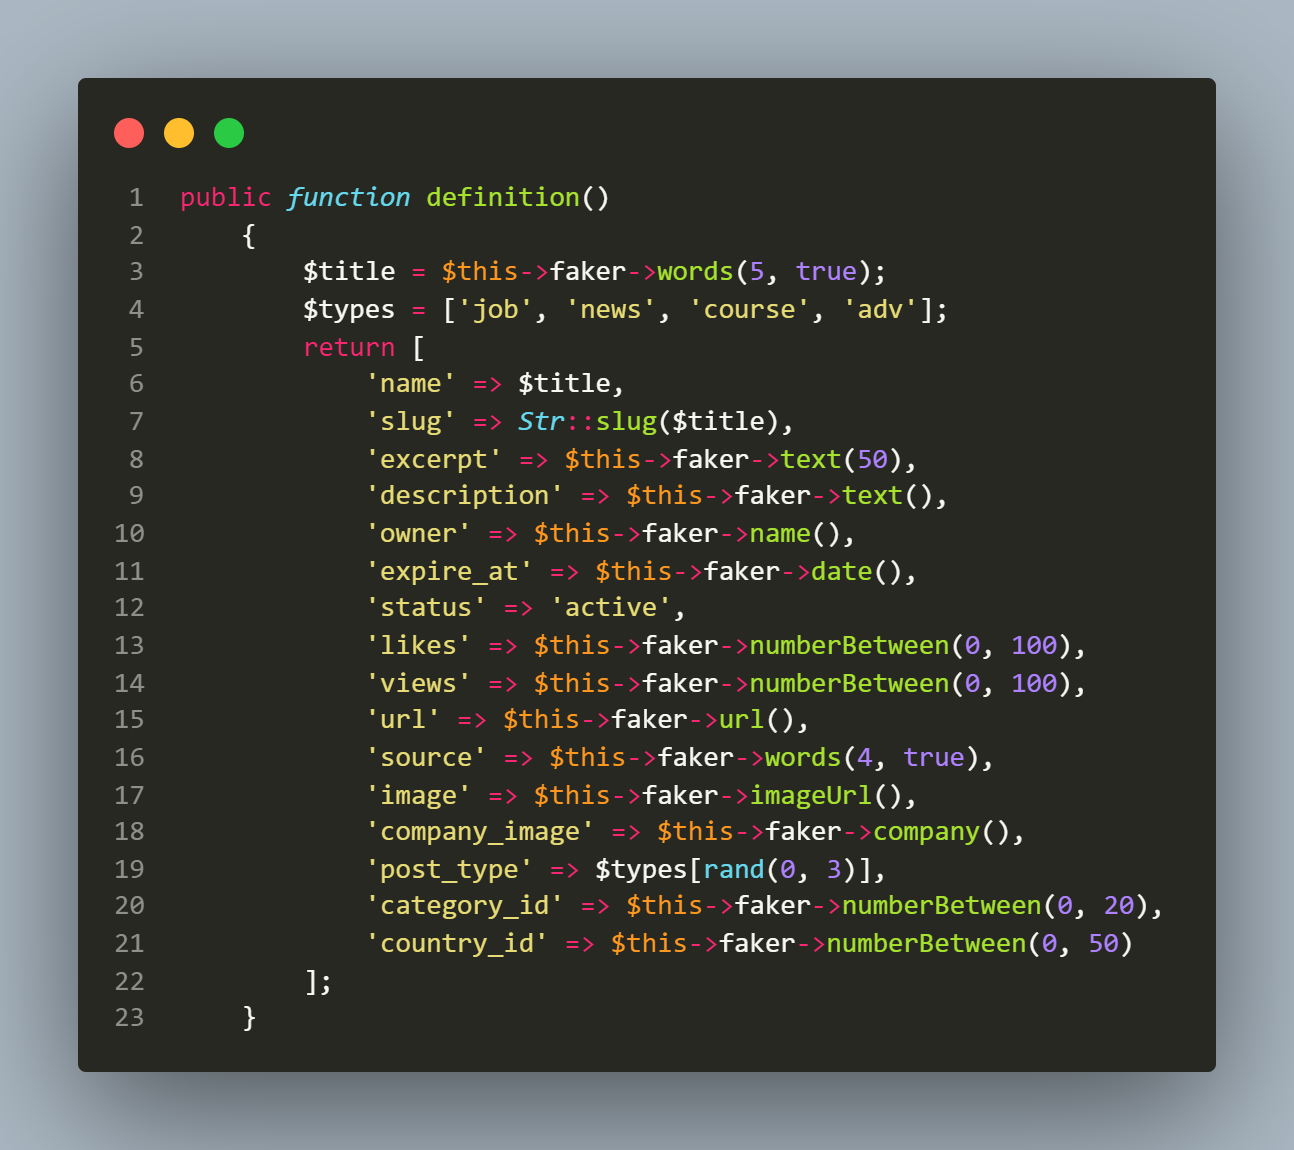 1 public function definition()
2 {
3 $title = $this->faker->words(5, true);
4 $types = ['job', 'news', 'course', 'adv'];
5 return [
6 'name' => $title,
7 'slug' => Str::slug($title),
8 'excerpt' => $this->faker->text(50),
9 'description' => $this->faker->text(),
10 'owner' => $this->faker->name(),
11 'expire_at' => $this->faker->date(),
12 'status' => 'active',
13 'likes' => $this->faker->numberBetween(0, 100),
14 'views' => $this->faker->numberBetween(0, 100),
15 'url' => $this->faker->url(),
16 'source' => $this->faker->words(4, true),
17 'image' => $this->faker->imageUrl(),
18 'company_image' => $this->faker->company(),
19 'post_type' => $types[rand(0, 3)],
20 'category_id' => $this->faker->numberBetween(0, 20),
21 'country_id' => $this->faker->numberBetween(0, 50)
22 ];
23 }